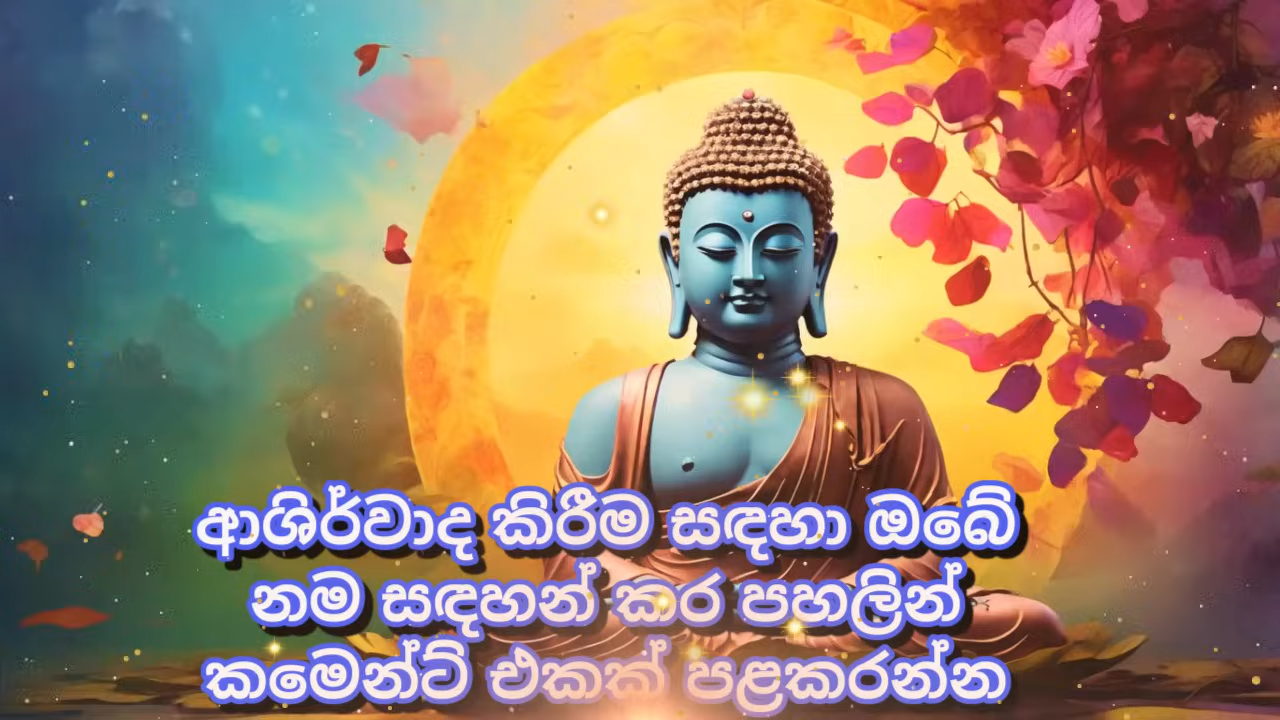 ආශිර්වාද කිරීම සඳහා ඔබේ
නම සඳහන් කර පහලින්
කමෙන්ට් එකක් පළකරන්න